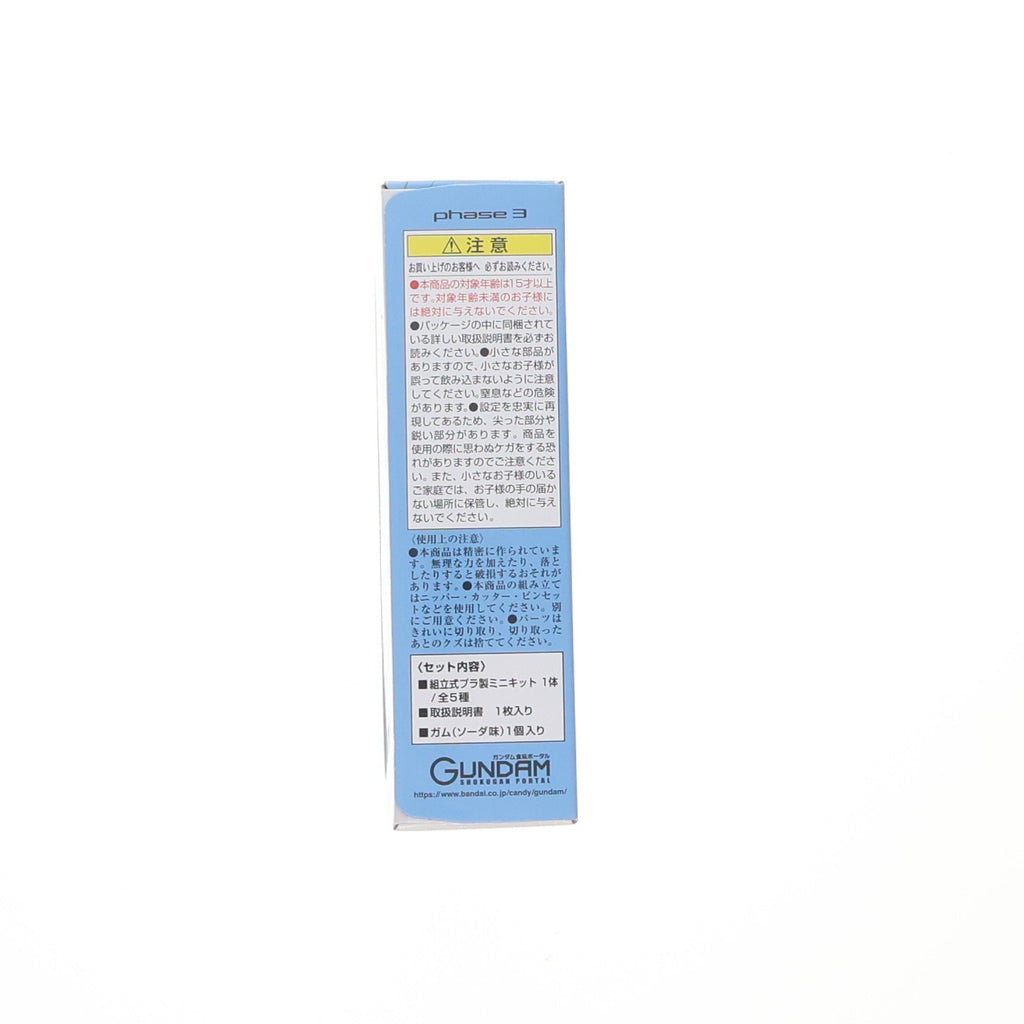 phase 3
⚠注意
お買い上げのお客様へ 必ずお読みください。
●本商品の対象年齢は15才以上
です。対象年齢未満のお子様に
は絶対に与えないでください。
●パッケージの中に同梱されて
いる詳しい取扱説明書を必ずお
読みください。●小さな部品が
ありますので、小さなお子様が
誤って飲み込まないように注意
してください。窒息などの危険
があります。●設定を忠実に再
現してあるため、尖った部分や
鋭い部分があります。商品を
使用の際に思わぬケガをする恐
れがありますのでご注意くださ
い。また、小さなお子様のいる
ご家庭では、お子様の手の届か
ない場所に保管し、絶対に与え
ないでください。
〈使用上の注意〉
●本商品は精密に作られていま
す。無理な力を加えたり、落と
したりすると破損するおそれが
あります。●本商品の組み立て
はニッパー・カッター・ピンセッ
トなどを使用してください。別
にご用意ください。●パーツは
きれいに切り取り、切り取った
あとのクズは捨ててください。
〈セット内容〉
■組立式プラ製ミニキット 1体
/全5種
■取扱説明書 1枚入り
■ガム(ソーダ味)1個入り
ガンダム食玩ポータル
GUNDAM
SHOKUGAN PORTAL
https://www.bandai.co.jp/candy/gundam/